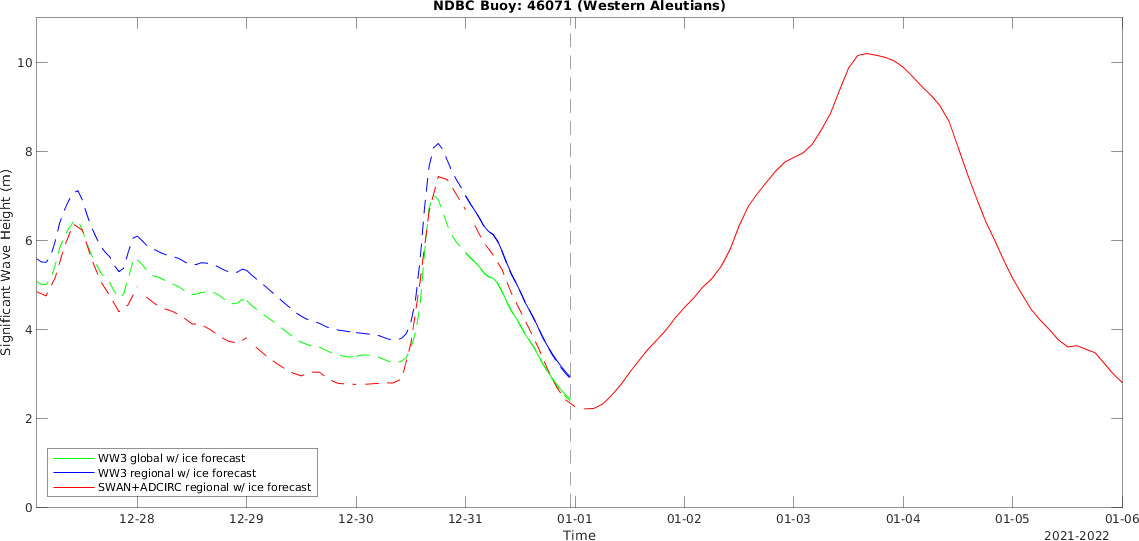 NDBC Buoy: 46071 (Western Aleutians)
Significant Wave Height (m)
10
8
6
4
2
0
WW3 global w/ ice forecast
WW3 regional w/ ice forecast
SWAN+ADCIRC regional w/ ice forecast
12-28 12-29 12-30 12-31 01-01 01-02 01-03 01-04 01-05 01-06
Time
2021-2022